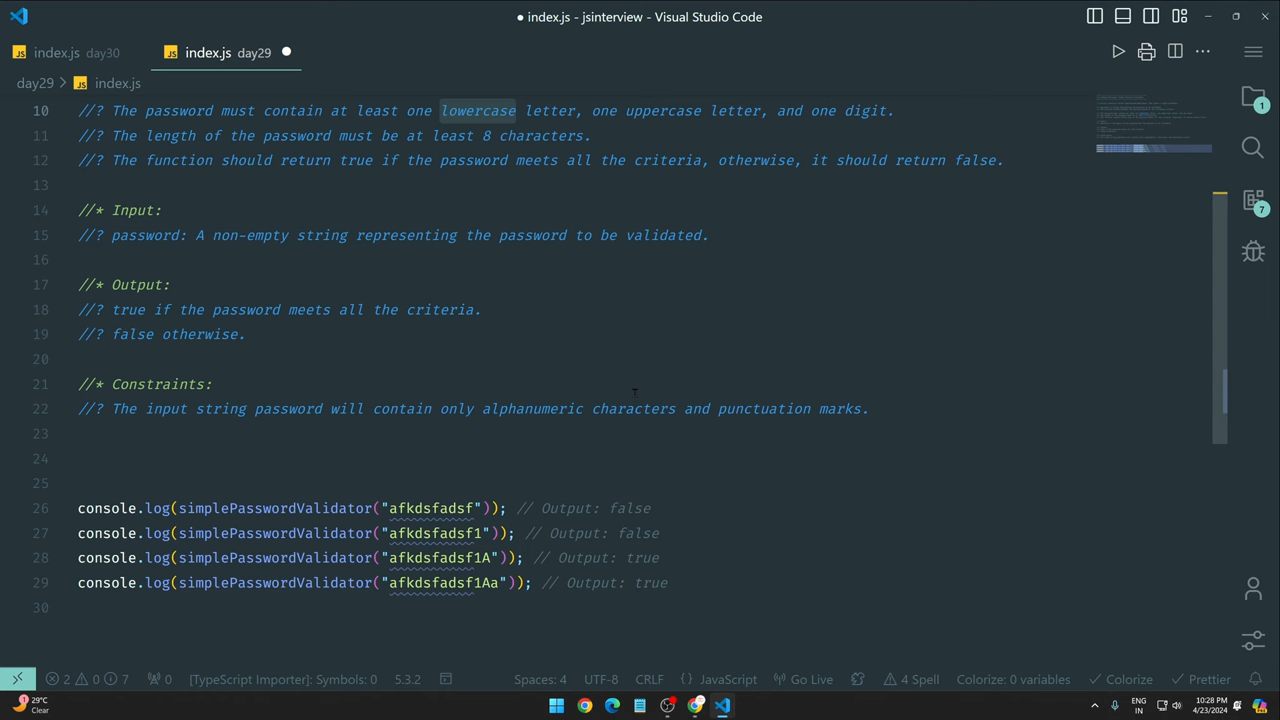 ● index.js - jsinterview - Visual Studio Code
JS index.js day30
JS index.js day29
day29 > JS index.js
10 //? The password must contain at least one lowercase letter, one uppercase letter, and one digit.
11 //? The length of the password must be at least 8 characters.
12 //? The function should return true if the password meets all the criteria, otherwise, it should return false.
13
14 //* Input:
15 //? password: A non-empty string representing the password to be validated.
16
17 //* Output:
18 //? true if the password meets all the criteria.
19 //? false otherwise.
20
21 //* Constraints:
22 //? The input string password will contain only alphanumeric characters and punctuation marks.
23
24
25
26 console.log(simplePasswordValidator("afkdsfadsf")); // Output: false
27 console.log(simplePasswordValidator("afkdsfadsf1")); // Output: false
28 console.log(simplePasswordValidator("afkdsfadsf1A")); // Output: true
29 console.log(simplePasswordValidator("afkdsfadsf1Aa")); // Output: true
30
1
7
2 0 7 0 [TypeScript Importer]: Symbols: 0 5.3.2 Spaces: 4 UTF-8 CRLF {} JavaScript Go Live 4 Spell Colorize: 0 variables Colorize Prettier
1 29°C
Clear
ENG
IN
10:28 PM
4/23/2024